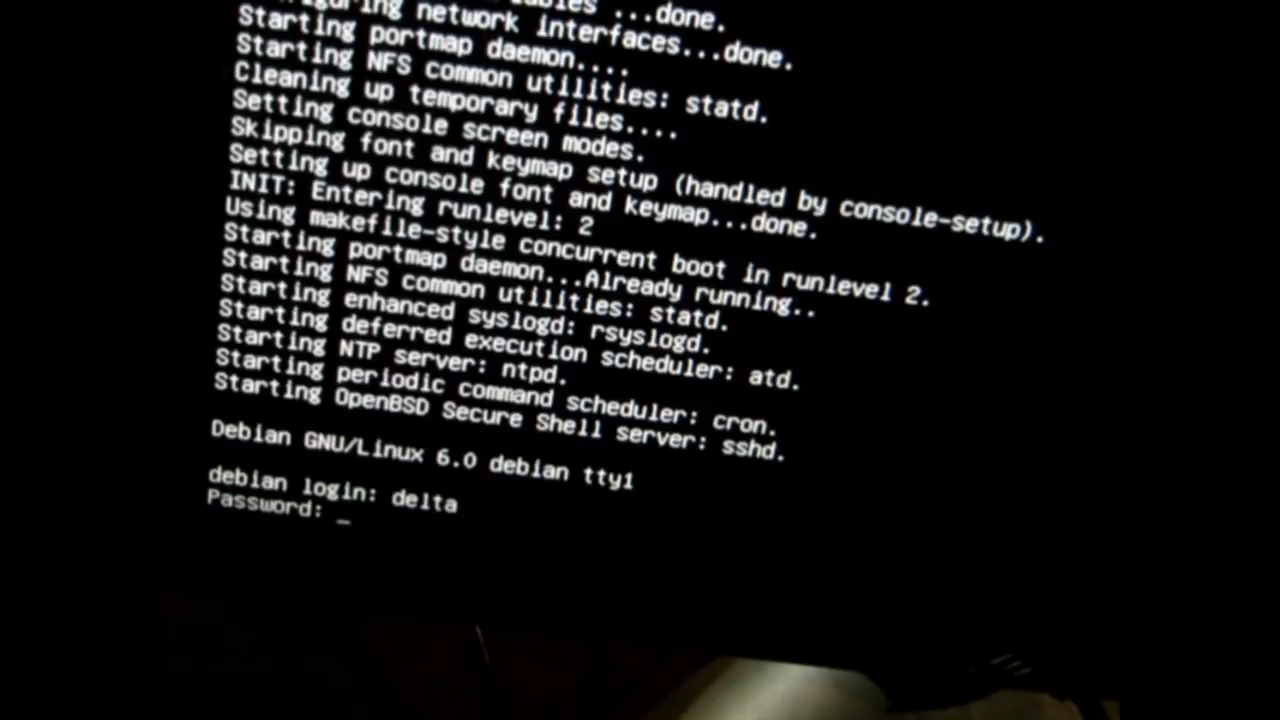 ...done.
network interfaces...done.
Starting portmap daemon....
Starting NFS common utilities: statd.
Cleaning up temporary files....
Setting console screen modes.
Skipping font and keymap setup (handled by console-setup).
Setting up console font and keymap...done.
INIT: Entering runlevel: 2
Using makefile-style concurrent boot in runlevel 2.
Starting portmap daemon...Already running..
Starting NFS common utilities: statd.
Starting enhanced syslogd: rsyslogd.
Starting deferred execution scheduler: atd.
Starting NTP server: ntpd.
Starting periodic command scheduler: cron.
Starting OpenBSD Secure Shell server: sshd.
Debian GNU/Linux 6.0 debian tty1
debian login: delta
Password: _